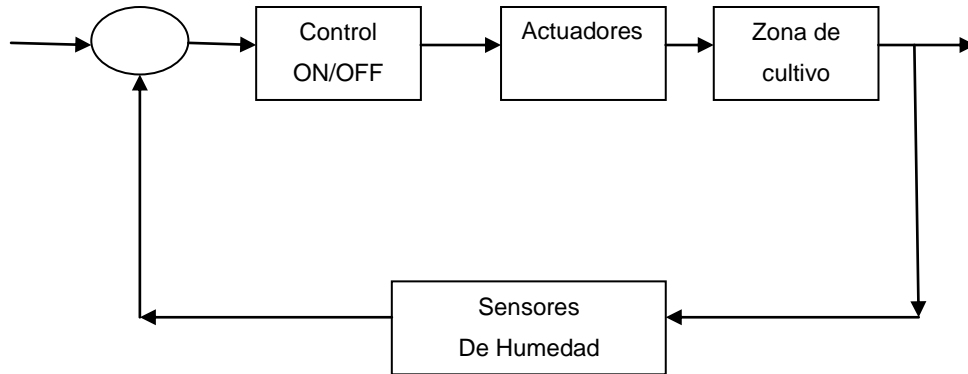 Control
ON/OFF
Actuadores
Zona de
cultivo
Sensores
De Humedad